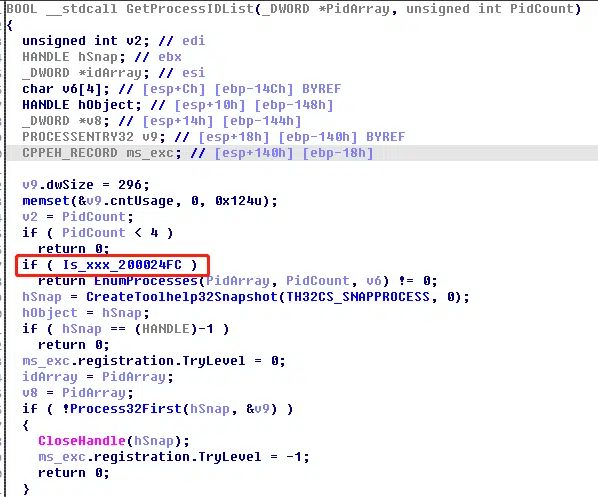 BOOL __stdcall GetProcessIDList(_DWORD *PidArray, unsigned int PidCount)
{
  unsigned int v2; // edi
  HANDLE hSnap; // ebx
  _DWORD *idArray; // esi
  char v6[4]; // [esp+Ch] [ebp-14Ch] BYREF
  HANDLE hObject; // [esp+10h] [ebp-148h]
  _DWORD *v8; // [esp+14h] [ebp-144h]
  PROCESSENTRY32 v9; // [esp+18h] [ebp-140h] BYREF
  CPPEH_RECORD ms_exc; // [esp+140h] [ebp-18h]
  v9.dwSize = 296;
  memset(&v9.cntUsage, 0, 0x124u);
  v2 = PidCount;
  if ( PidCount < 4 )
    return 0;
  if ( Is_xxx_200024FC )
    return EnumProcesses(PidArray, PidCount, v6) != 0;
  hSnap = CreateToolhelp32Snapshot(TH32CS_SNAPPROCESS, 0);
  hObject = hSnap;
  if ( hSnap == (HANDLE)-1 )
    return 0;
  ms_exc.registration.TryLevel = 0;
  idArray = PidArray;
  v8 = PidArray;
  if ( !Process32First(hSnap, &v9) )
  {
    CloseHandle(hSnap);
    ms_exc.registration.TryLevel = -1;
    return 0;
  }